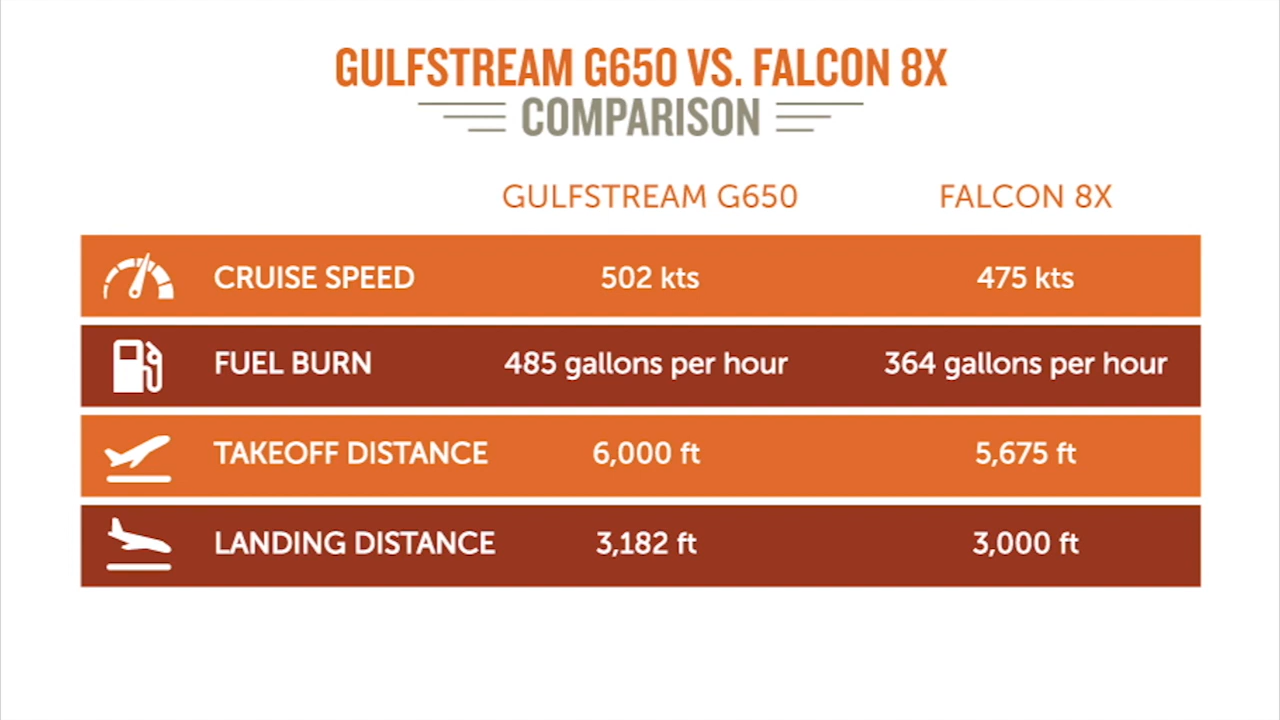 GULFSTREAM G650 VS. FALCON 8X
COMPARISON
GULFSTREAM G650 FALCON 8X
CRUISE SPEED 502 kts 475 kts
FUEL BURN 485 gallons per hour 364 gallons per hour
TAKEOFF DISTANCE 6,000 ft 5,675 ft
LANDING DISTANCE 3,182 ft 3,000 ft